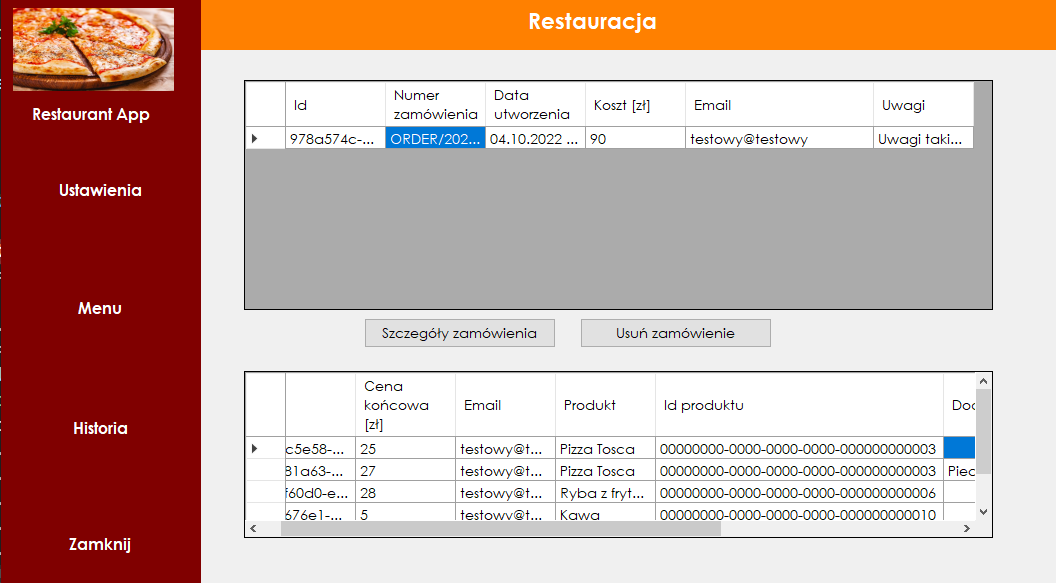 Restauracja
Restaurant App
Ustawienia
Menu
Historia
Zamknij
Id Numer zamówienia Data utworzenia Koszt [zł] Email Uwagi
978a574c-... ORDER/202... 04.10.2022 ... 90 testowy@testowy Uwagi taki...
Szczegóły zamówienia Usuń zamówienie
Cena końcowa [zł] Email Produkt Id produktu
c5e58-... 25 testowy@t... Pizza Tosca 00000000-0000-0000-0000-000000000003
81a63-... 27 testowy@t... Pizza Tosca 00000000-0000-0000-0000-000000000003
f60d0-e... 28 testowy@t... Ryba z fryt... 00000000-0000-0000-0000-000000000006
676e1-... 5 testowy@t... Kawa 00000000-0000-0000-0000-000000000010